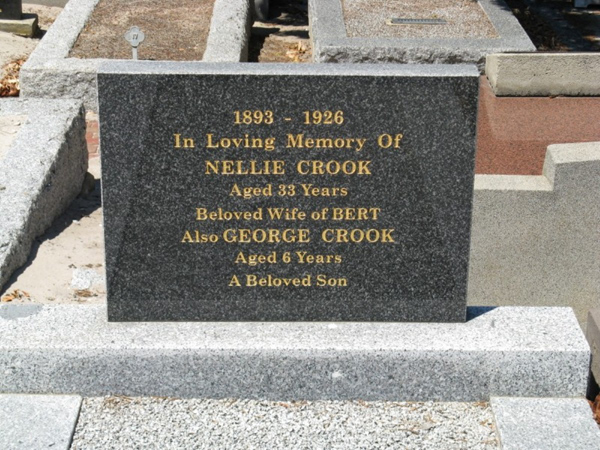 1893 - 1926
In Loving Memory Of
NELLIE CROOK
Aged 33 Years
Beloved Wife of BERT
Also GEORGE CROOK
Aged 6 Years
A Beloved Son